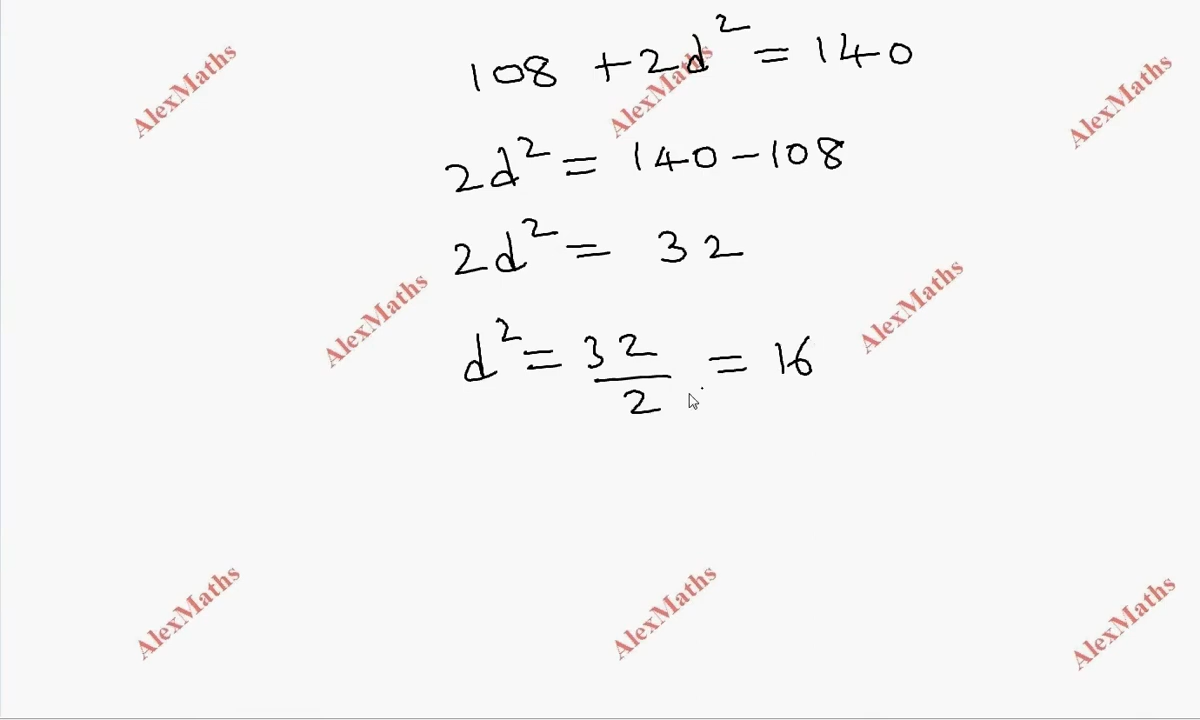 108 + 2d² = 140
2d² = 140 - 108
2d² = 32
d² = 32/2 = 16
AlexMaths
AlexMaths
AlexMaths
AlexMaths
AlexMaths
AlexMaths
AlexMaths
AlexMaths